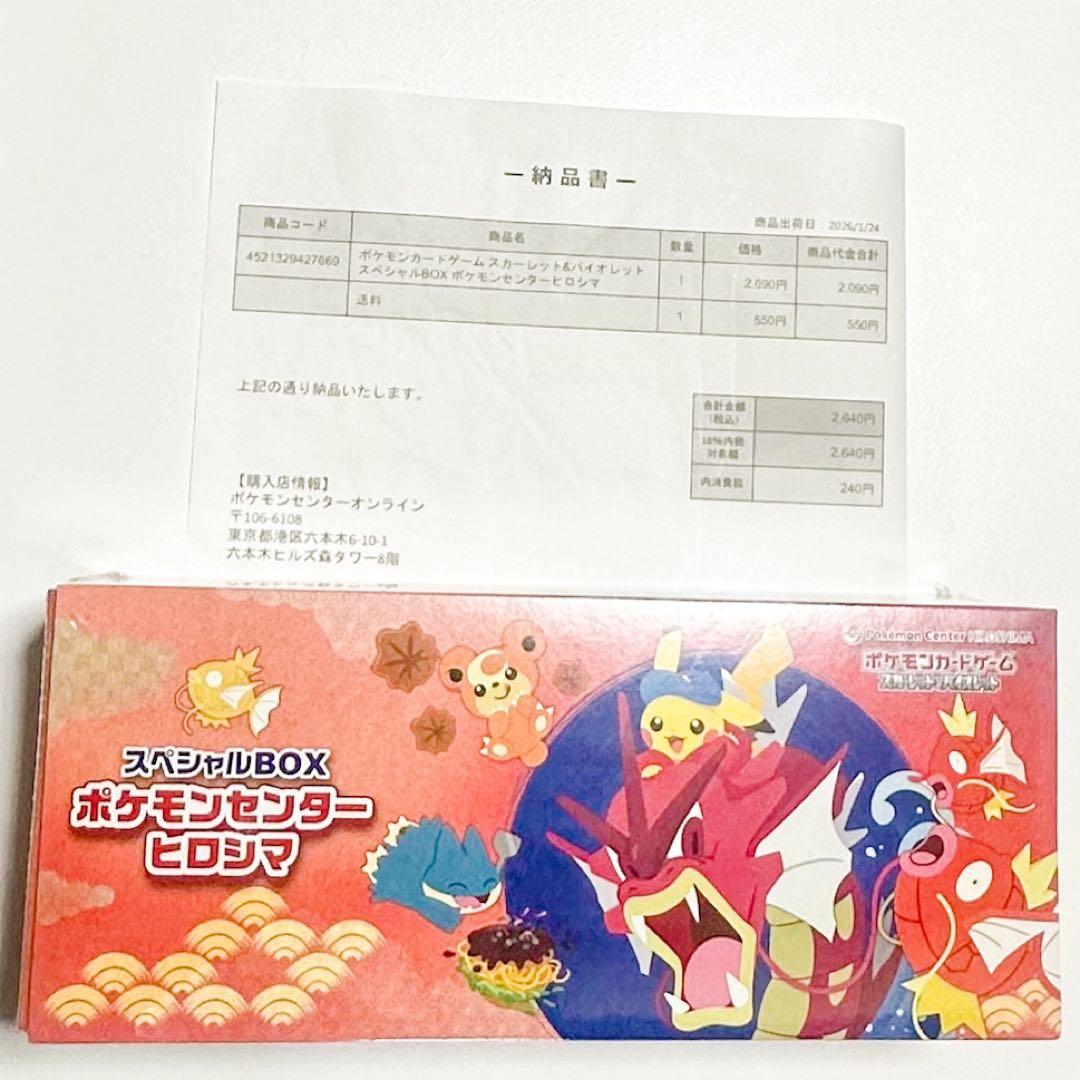 ー納品書ー
商品出荷日:2026/1/24
商品コード 商品名 数量 価格 商品代金合計
4521329427669 ポケモンカードゲーム スカーレット&バイオレット
スペシャルBOX ポケモンセンターヒロシマ 1 2,090円 2,090円
送料 1 550円 550円
上記の通り納品いたします。
合計金額
(税込) 2,640円
10%内税
対象額 2,640円
内消費税 240円
【購入店情報】
ポケモンセンターオンライン
〒106-6108
東京都港区六本木6-10-1
六本木ヒルズ森タワー8階
Pokémon Center HIROSHIMA
ポケモンカードゲーム
スカーレット バイオレット
スペシャルBOX
ポケモンセンター
ヒロシマ